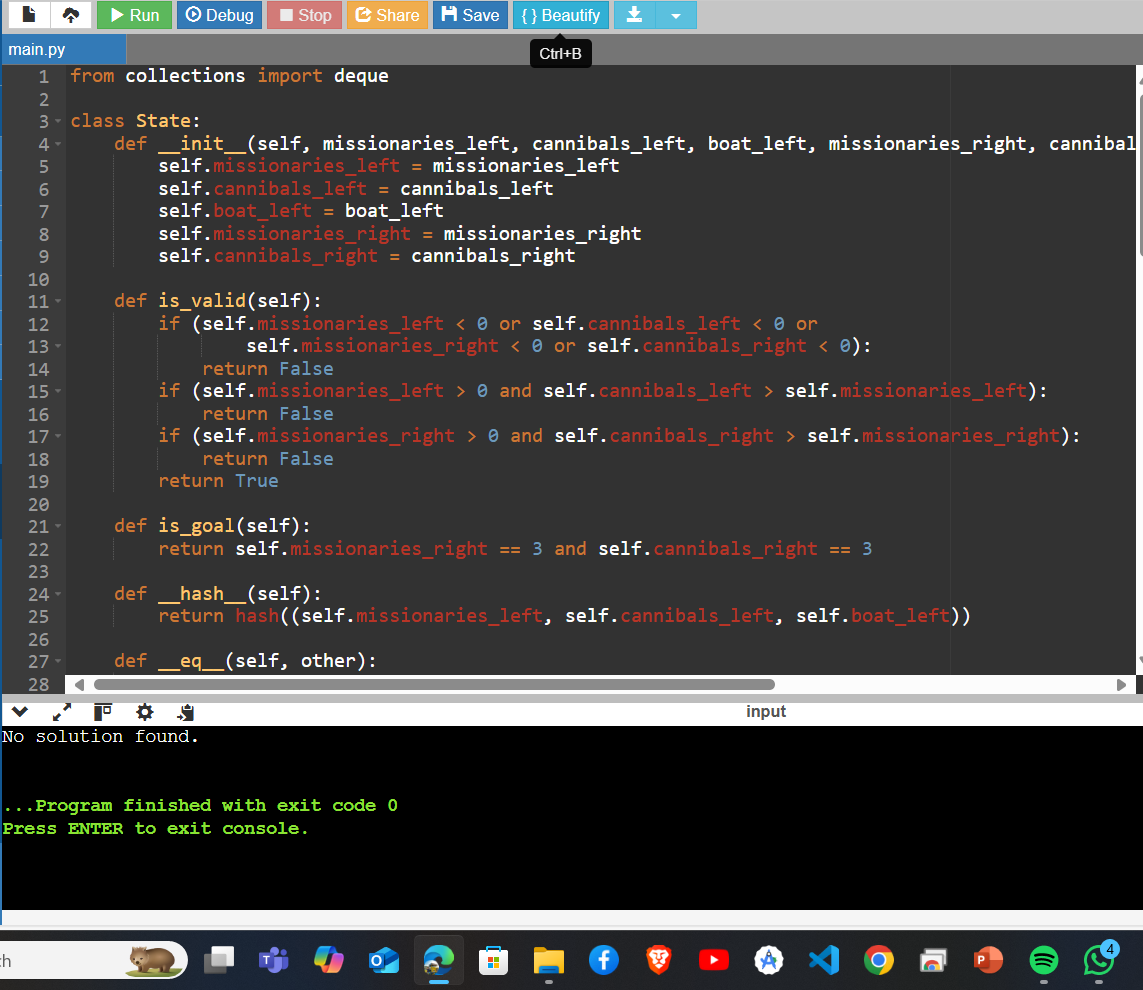 Run Debug Stop Share Save { } Beautify
main.py
Ctrl+B
1 from collections import deque
2
3 class State:
4     def __init__(self, missionaries_left, cannibals_left, boat_left, missionaries_right, cannibal
5         self.missionaries_left = missionaries_left
6         self.cannibals_left = cannibals_left
7         self.boat_left = boat_left
8         self.missionaries_right = missionaries_right
9         self.cannibals_right = cannibals_right
10
11     def is_valid(self):
12         if (self.missionaries_left < 0 or self.cannibals_left < 0 or
13                 self.missionaries_right < 0 or self.cannibals_right < 0):
14             return False
15         if (self.missionaries_left > 0 and self.cannibals_left > self.missionaries_left):
16             return False
17         if (self.missionaries_right > 0 and self.cannibals_right > self.missionaries_right):
18             return False
19         return True
20
21     def is_goal(self):
22         return self.missionaries_right == 3 and self.cannibals_right == 3
23
24     def __hash__(self):
25         return hash((self.missionaries_left, self.cannibals_left, self.boat_left))
26
27     def __eq__(self, other):
28
input
No solution found.
...Program finished with exit code 0
Press ENTER to exit console.
ch
4